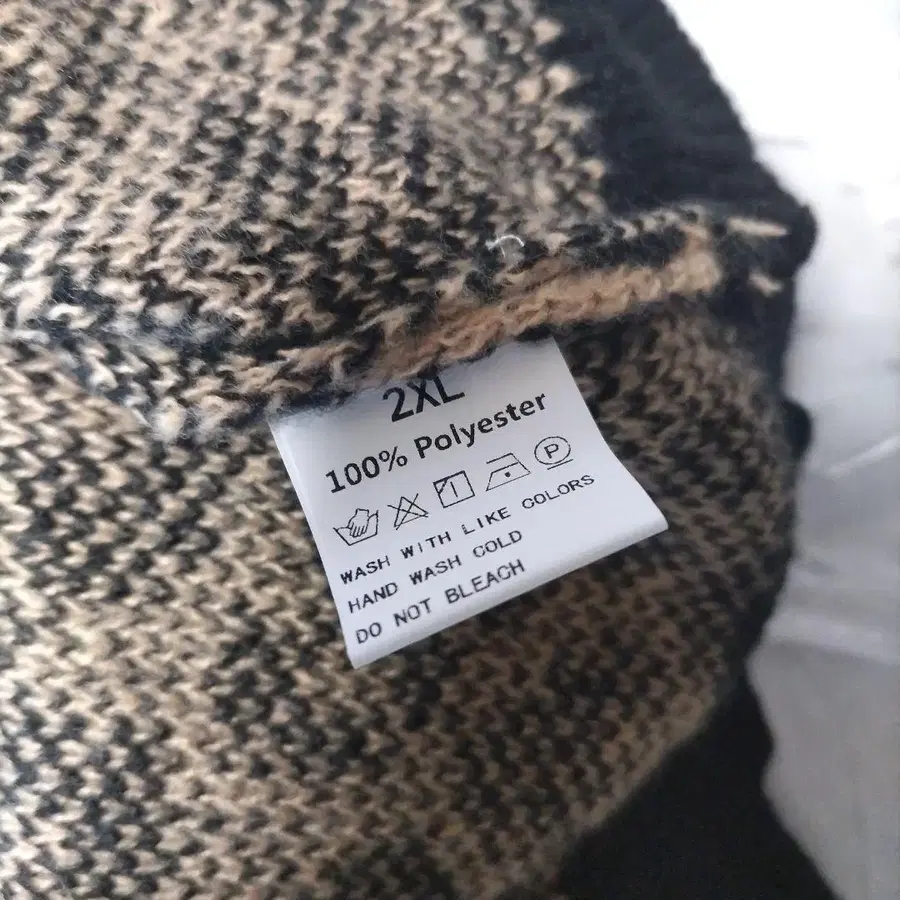 2XL
100% Polyester
P
WASH WITH LIKE COLORS
HAND WASH COLD
DO NOT BLEACH